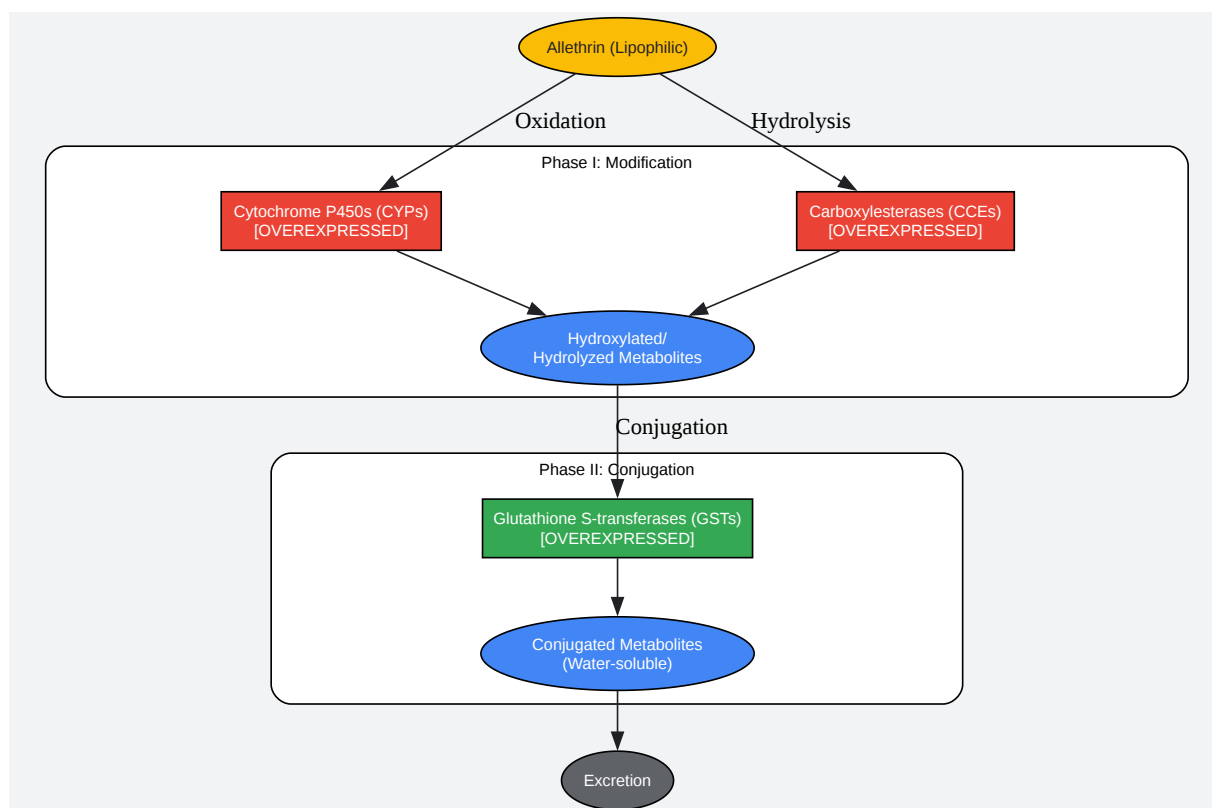 Allethrin (Lipophilic)
Oxidation
Hydrolysis
Phase I: Modification
Cytochrome P450s (CYPs)
[OVEREXPRESSED]
Carboxylesterases (CCEs)
[OVEREXPRESSED]
Hydroxylated/
Hydrolyzed Metabolites
Conjugation
Phase II: Conjugation
Glutathione S-transferases (GSTs)
[OVEREXPRESSED]
Conjugated Metabolites
(Water-soluble)
Excretion